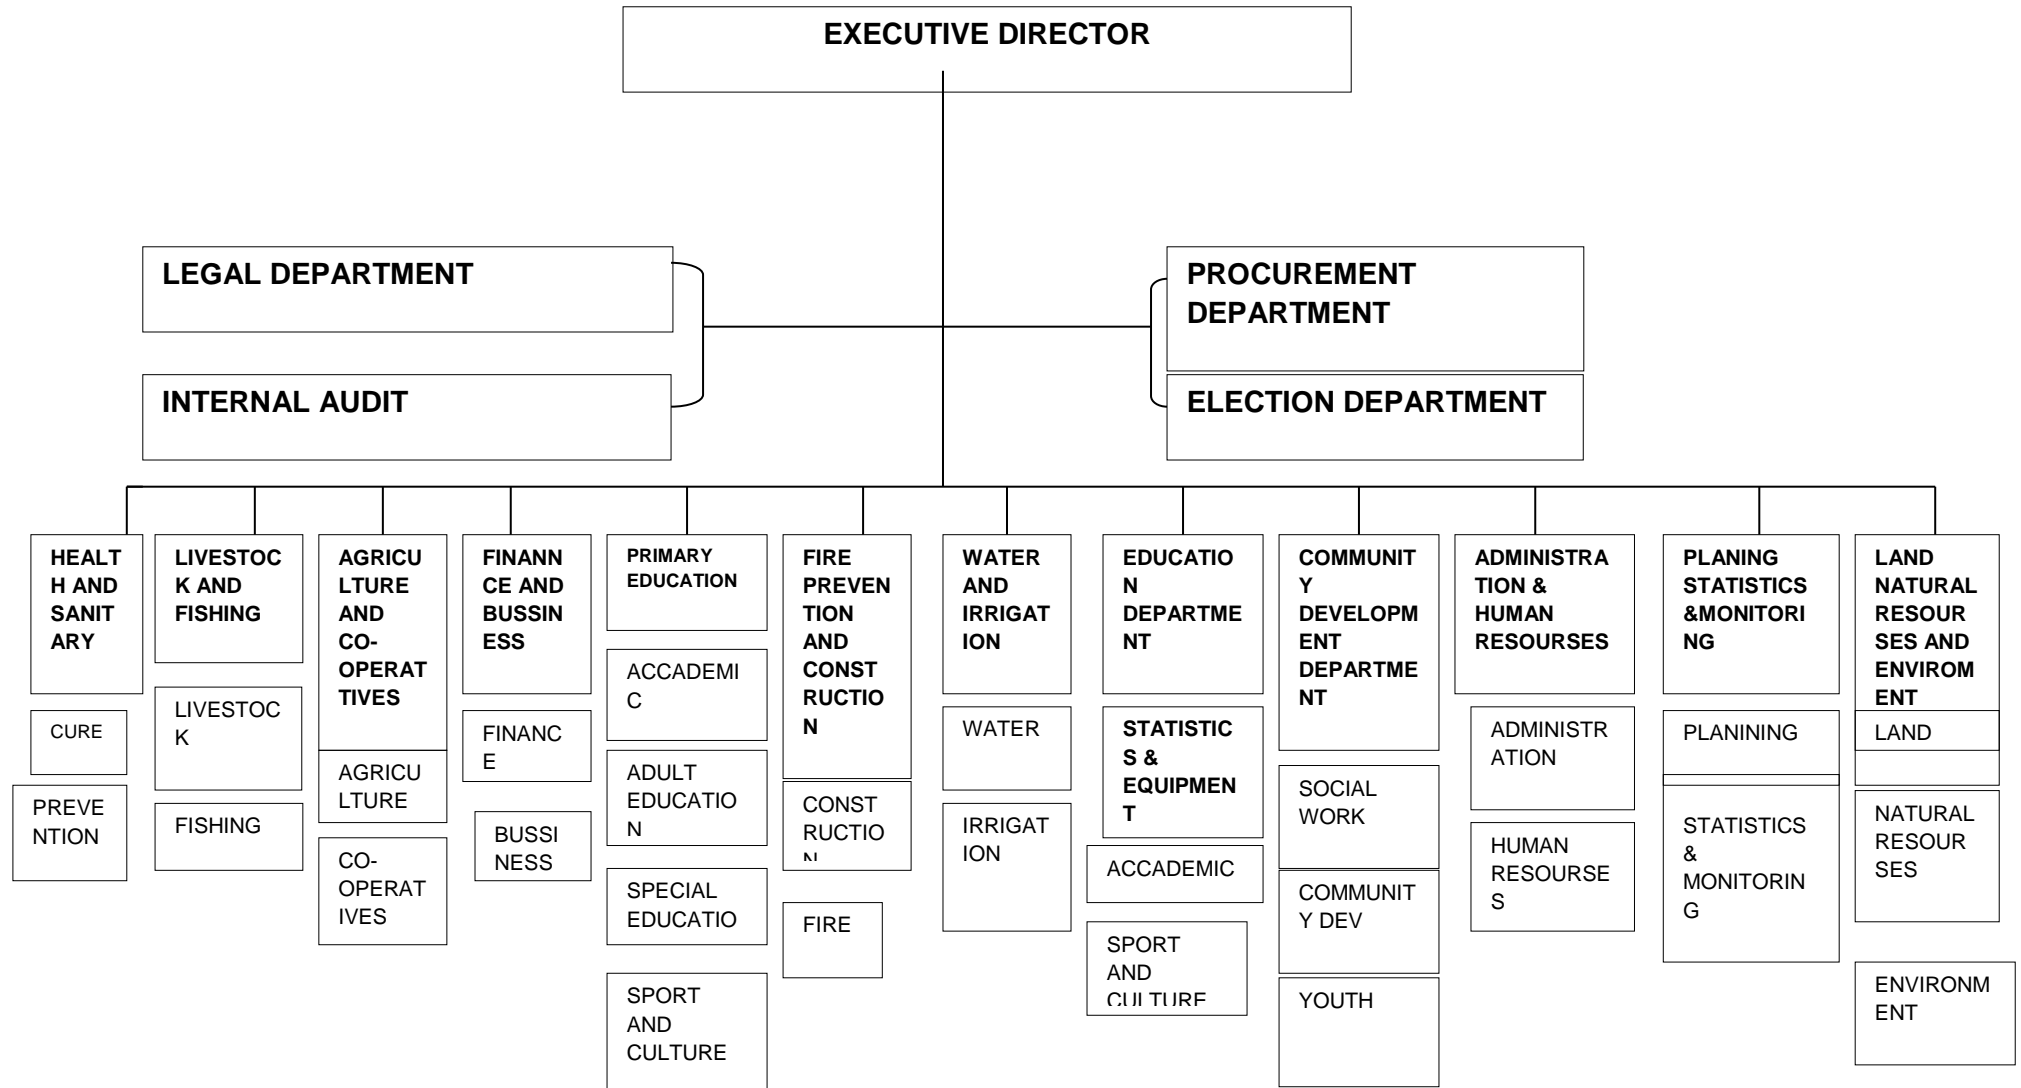 EXECUTIVE DIRECTOR
LEGAL DEPARTMENT
PROCUREMENT
DEPARTMENT
INTERNAL AUDIT
ELECTION DEPARTMENT
HEALT
H AND
SANIT
ARY
CURE
PREVE
NTION
LIVESTOC
K AND
FISHING
LIVESTOC
K
FISHING
AGRICU
LTURE
AND
CO-
OPERAT
TIVES
AGRICU
LTURE
CO-
OPERAT
IVES
FINANN
CE AND
BUSSIN
ESS
FINANC
E
BUSSI
NESS
PRIMARY
EDUCATION
ACCADEMI
C
ADULT
EDUCATIO
N
SPECIAL
EDUCATIO
SPORT
AND
CULTURE
FIRE
PREVEN
TION
AND
CONST
RUCTIO
N
CONST
RUCTIO
N
FIRE
WATER
AND
IRRIGAT
ION
WATER
IRRIGAT
ION
EDUCATIO
N
DEPARTME
NT
STATISTIC
S &
EQUIPMEN
T
ACCADEMIC
SPORT
AND
CULTURE
COMMUNIT
Y
DEVELOPM
ENT
DEPARTME
NT
SOCIAL
WORK
COMMUNIT
Y DEV
YOUTH
ADMINISTRA
TION &
HUMAN
RESOURSES
ADMINISTR
ATION
HUMAN
RESOURSE
S
PLANING
STATISTICS
&MONITORI
NG
PLANINING
STATISTICS
&
MONITORIN
G
LAND
NATURAL
RESOUR
SES AND
ENVIROM
ENT
LAND
NATURAL
RESOUR
SES
ENVIRONM
ENT